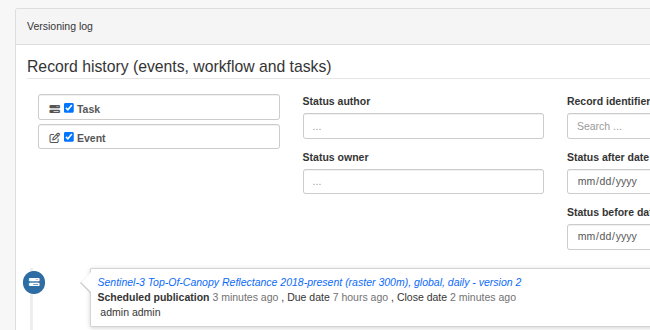 Versioning log
Record history (events, workflow and tasks)
Task
Event
Status author
...
Status owner
...
Record identifier
Search ...
Status after date
mm/dd/yyyy
Status before da
mm/dd/yyyy
Sentinel-3 Top-Of-Canopy Reflectance 2018-present (raster 300m), global, daily - version 2
Scheduled publication 3 minutes ago , Due date 7 hours ago , Close date 2 minutes ago
admin admin